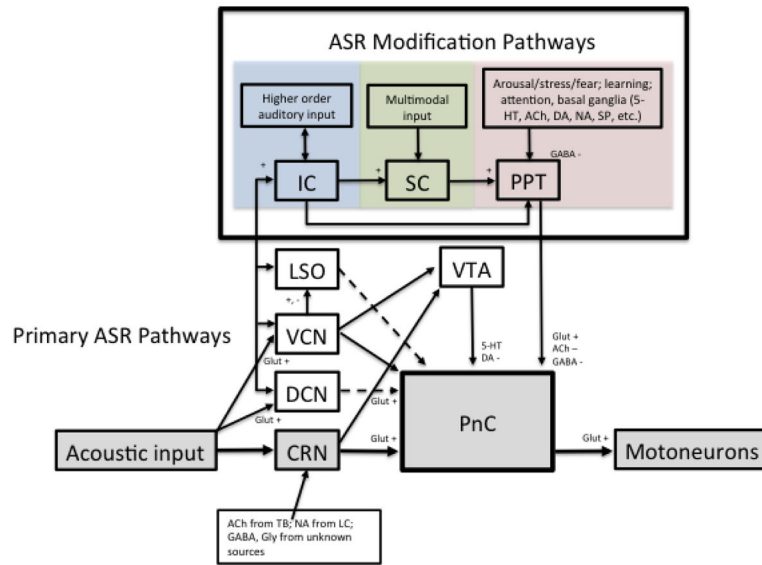 ASR Modification Pathways
Higher order
auditory input
Multimodal
input
Arousal/stress/fear; learning;
attention, basal ganglia (5-
HT, ACh, DA, NA, SP, etc.)
GABA -
+
IC
+
SC
+
PPT
LSO
VTA
+, -
Primary ASR Pathways
VCN
Glut +
5-HT
DA -
Glut +
ACh –
GABA -
DCN
Glut +
Glut +
PnC
Acoustic input
CRN
Glut +
Glut +
Motoneurons
ACh from TB; NA from LC;
GABA, Gly from unknown
sources